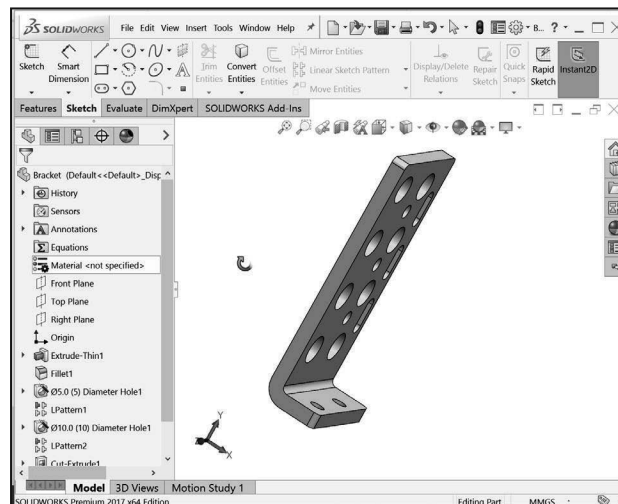 SOLIDWORKS File Edit View Insert Tools Window Help B... ?
Sketch Smart Dimension Trim Entities Convert Entities Offset Entities Mirror Entities Linear Sketch Pattern Move Entities Display/Delete Relations Repair Sketch Quick Snaps Rapid Sketch Instant2D
Features Sketch Evaluate DimXpert SOLIDWORKS Add-Ins
Bracket (Default<<Default>_Disp
History
Sensors
Annotations
Equations
Material <not specified>
Front Plane
Top Plane
Right Plane
Origin
Extrude-Thin1
Fillet1
Ø5.0 (5) Diameter Hole1
LPattern1
Ø10.0 (10) Diameter Hole1
LPattern2
Cut-Extrude1
Y
X
Model 3D Views Motion Study 1
SOLIDWORKS Premium 2017 x64 Edition Editing Part MMGS